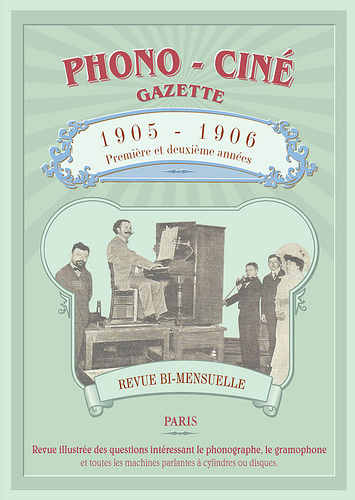 PHONO - CINÉ
GAZETTE
1905 - 1906
Première et deuxième années
REVUE BI-MENSUELLE
PARIS
Revue illustrée des questions intéressant le phonographe, le gramophone
et toutes les machines parlantes à cylindres ou disques.